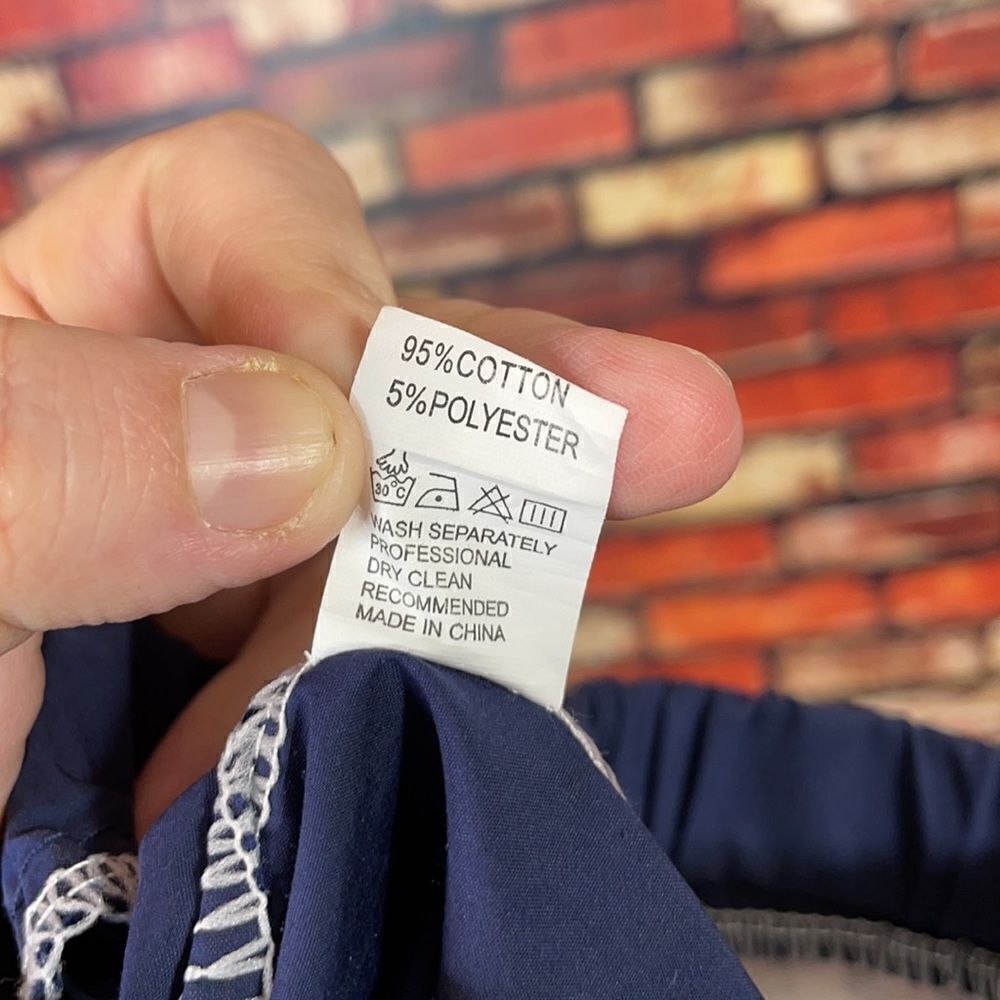 95%COTTON
5%POLYESTER
30°C
WASH SEPARATELY
PROFESSIONAL
DRY CLEAN
RECOMMENDED
MADE IN CHINA